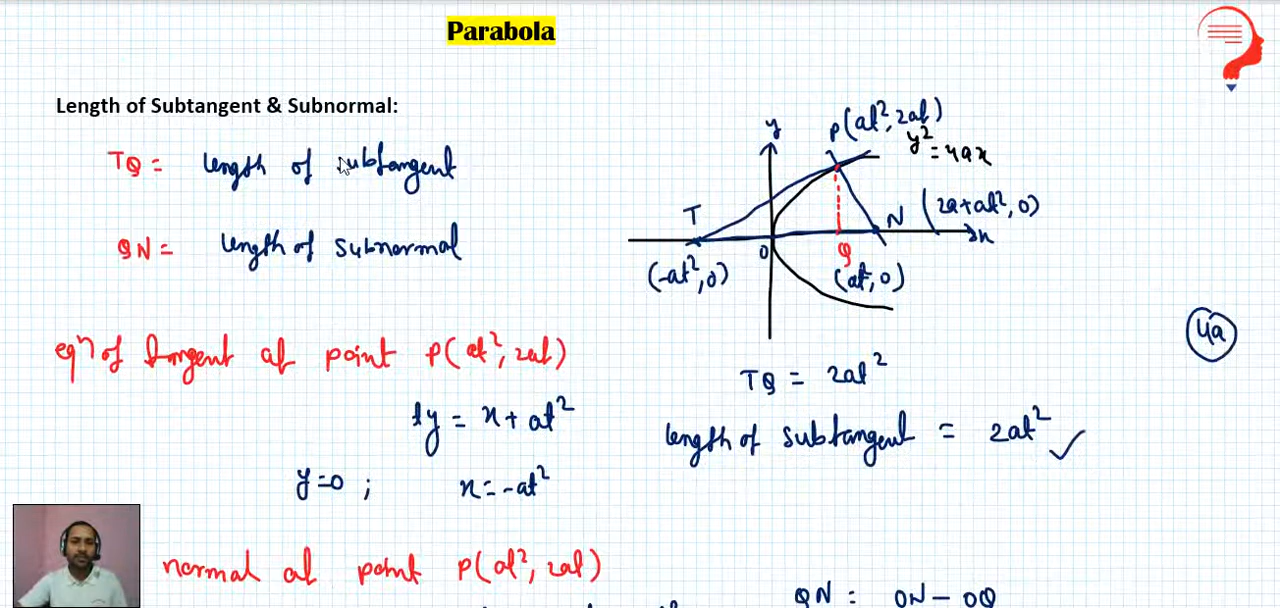 Parabola
Length of Subtangent & Subnormal:
TQ = length of subtangent
QN = length of subnormal
eqⁿ of tangent at point P(at², 2at)
ty = x + at²
y=0 ; x = -at²
normal at point P(at², 2at)
y
P(at², 2at)
y² = 4ax
T
N (2a+at², 0)
x
O
Q
(-at², 0)
(at², 0)
4a
TQ = 2at²
length of subtangent = 2at²
QN = ON - OQ